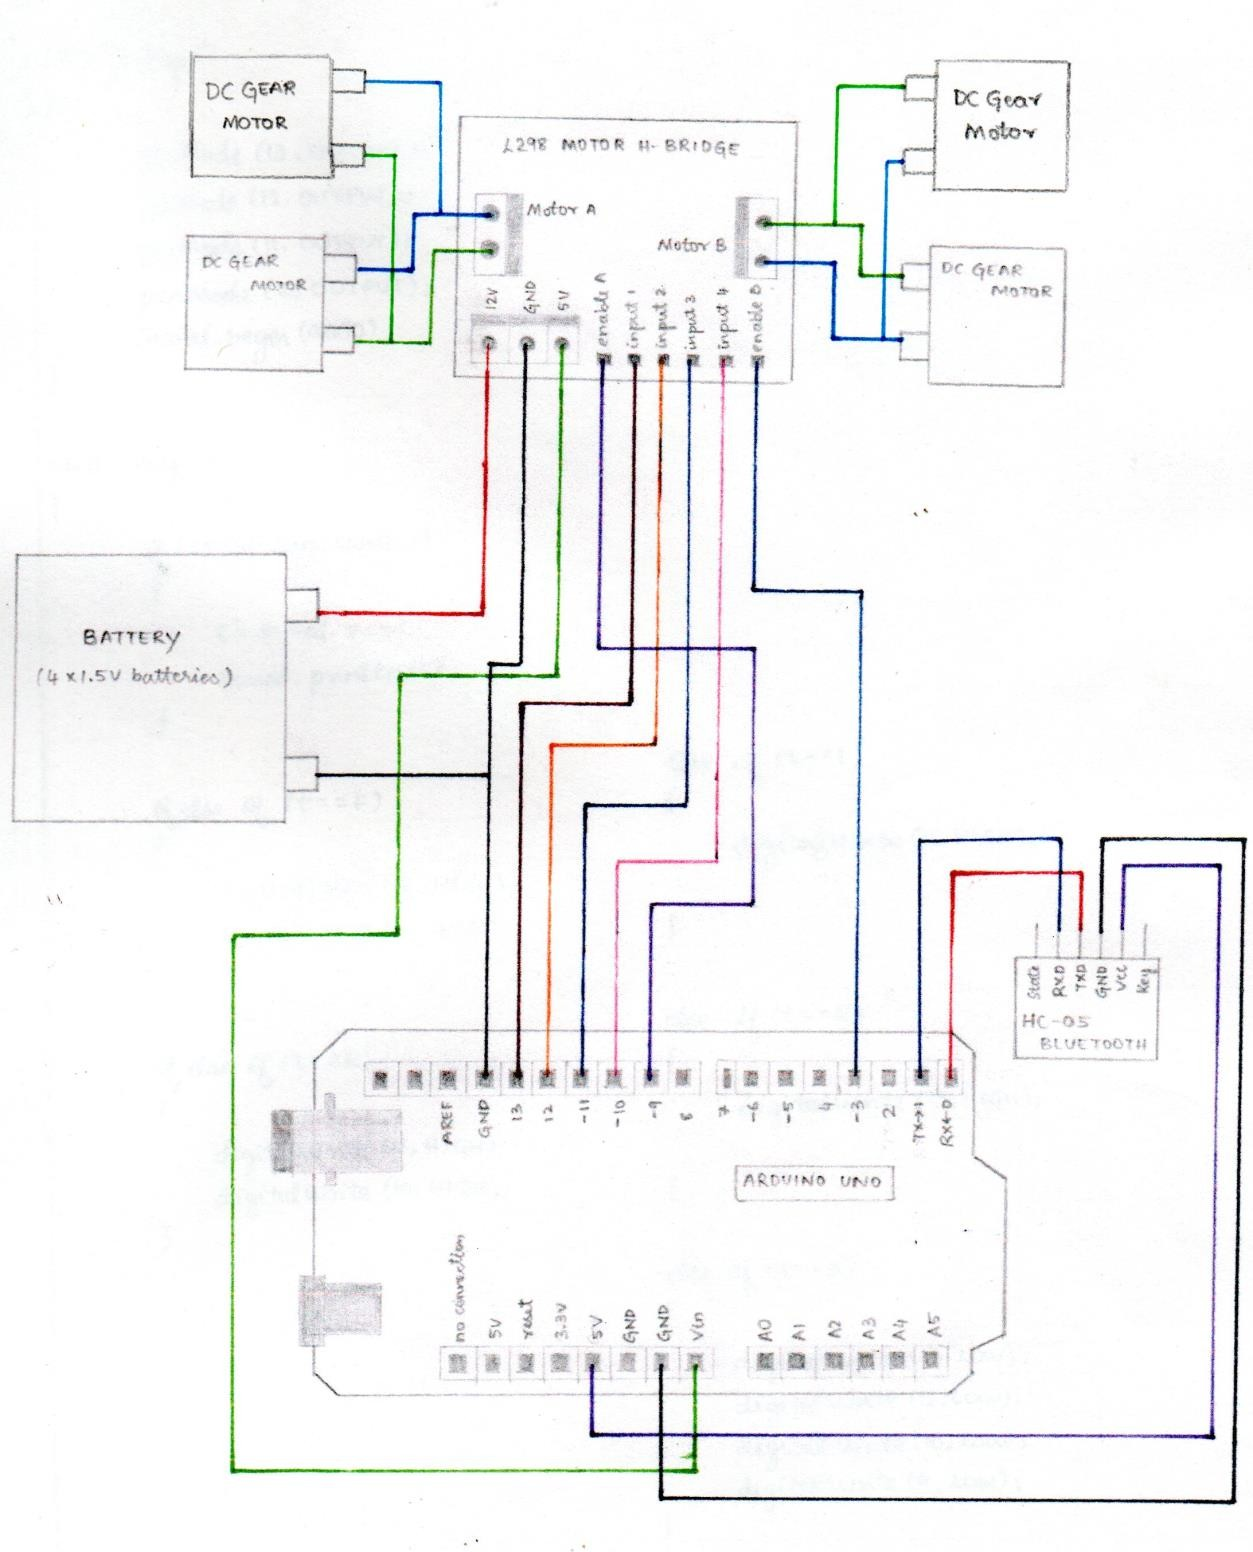 DC GEAR
MOTOR
DC Gear
Motor
L298 MOTOR H-BRIDGE
Motor A
Motor B
DC GEAR
MOTOR
DC GEAR
MOTOR
12V
GND
5V
enable A
input 1
input 2
input 3
input 4
enable B
BATTERY
(4 x 1.5V batteries)
State
RXD
TXD
GND
VCC
Key
HC-05
BLUETOOTH
AREF
GND
13
12
~11
~10
~9
8
7
~6
~5
4
~3
2
TX→1
RX←0
ARDUINO UNO
no connection
5V
reset
3.3V
5V
GND
GND
Vin
A0
A1
A2
A3
A4
A5